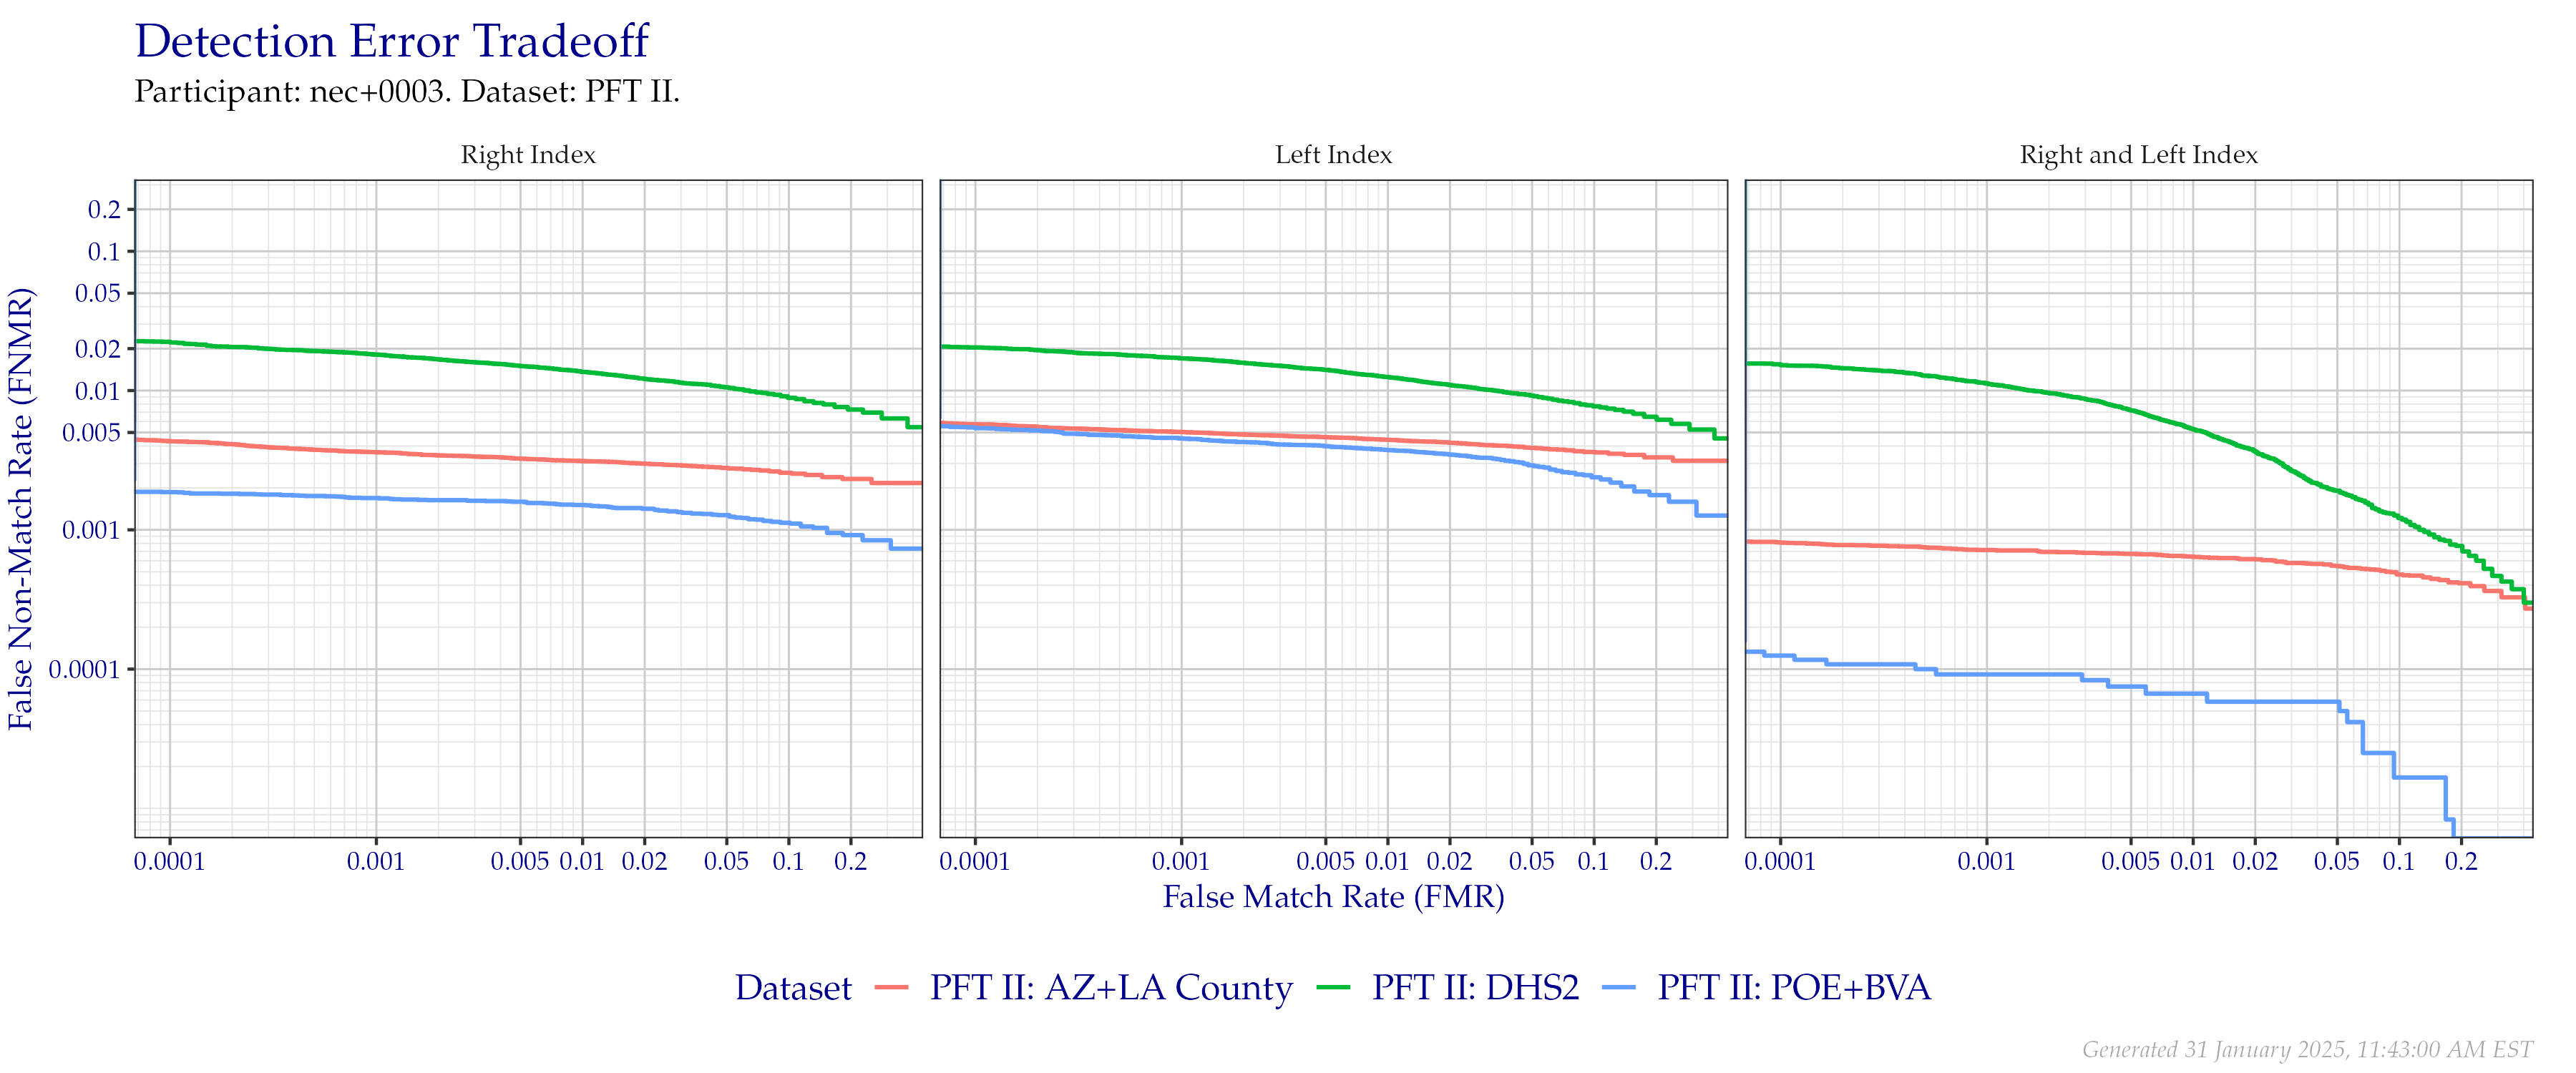 Detection Error Tradeoff
Participant: nec+0003. Dataset: PFT II.
Right Index
Left Index
Right and Left Index
False Non-Match Rate (FNMR)
0.2
0.1
0.05
0.02
0.01
0.005
0.001
0.0001
0.0001 0.001 0.005 0.01 0.02 0.05 0.1 0.2
0.0001 0.001 0.005 0.01 0.02 0.05 0.1 0.2
0.0001 0.001 0.005 0.01 0.02 0.05 0.1 0.2
False Match Rate (FMR)
Dataset PFT II: AZ+LA County PFT II: DHS2 PFT II: POE+BVA
Generated 31 January 2025, 11:43:00 AM EST